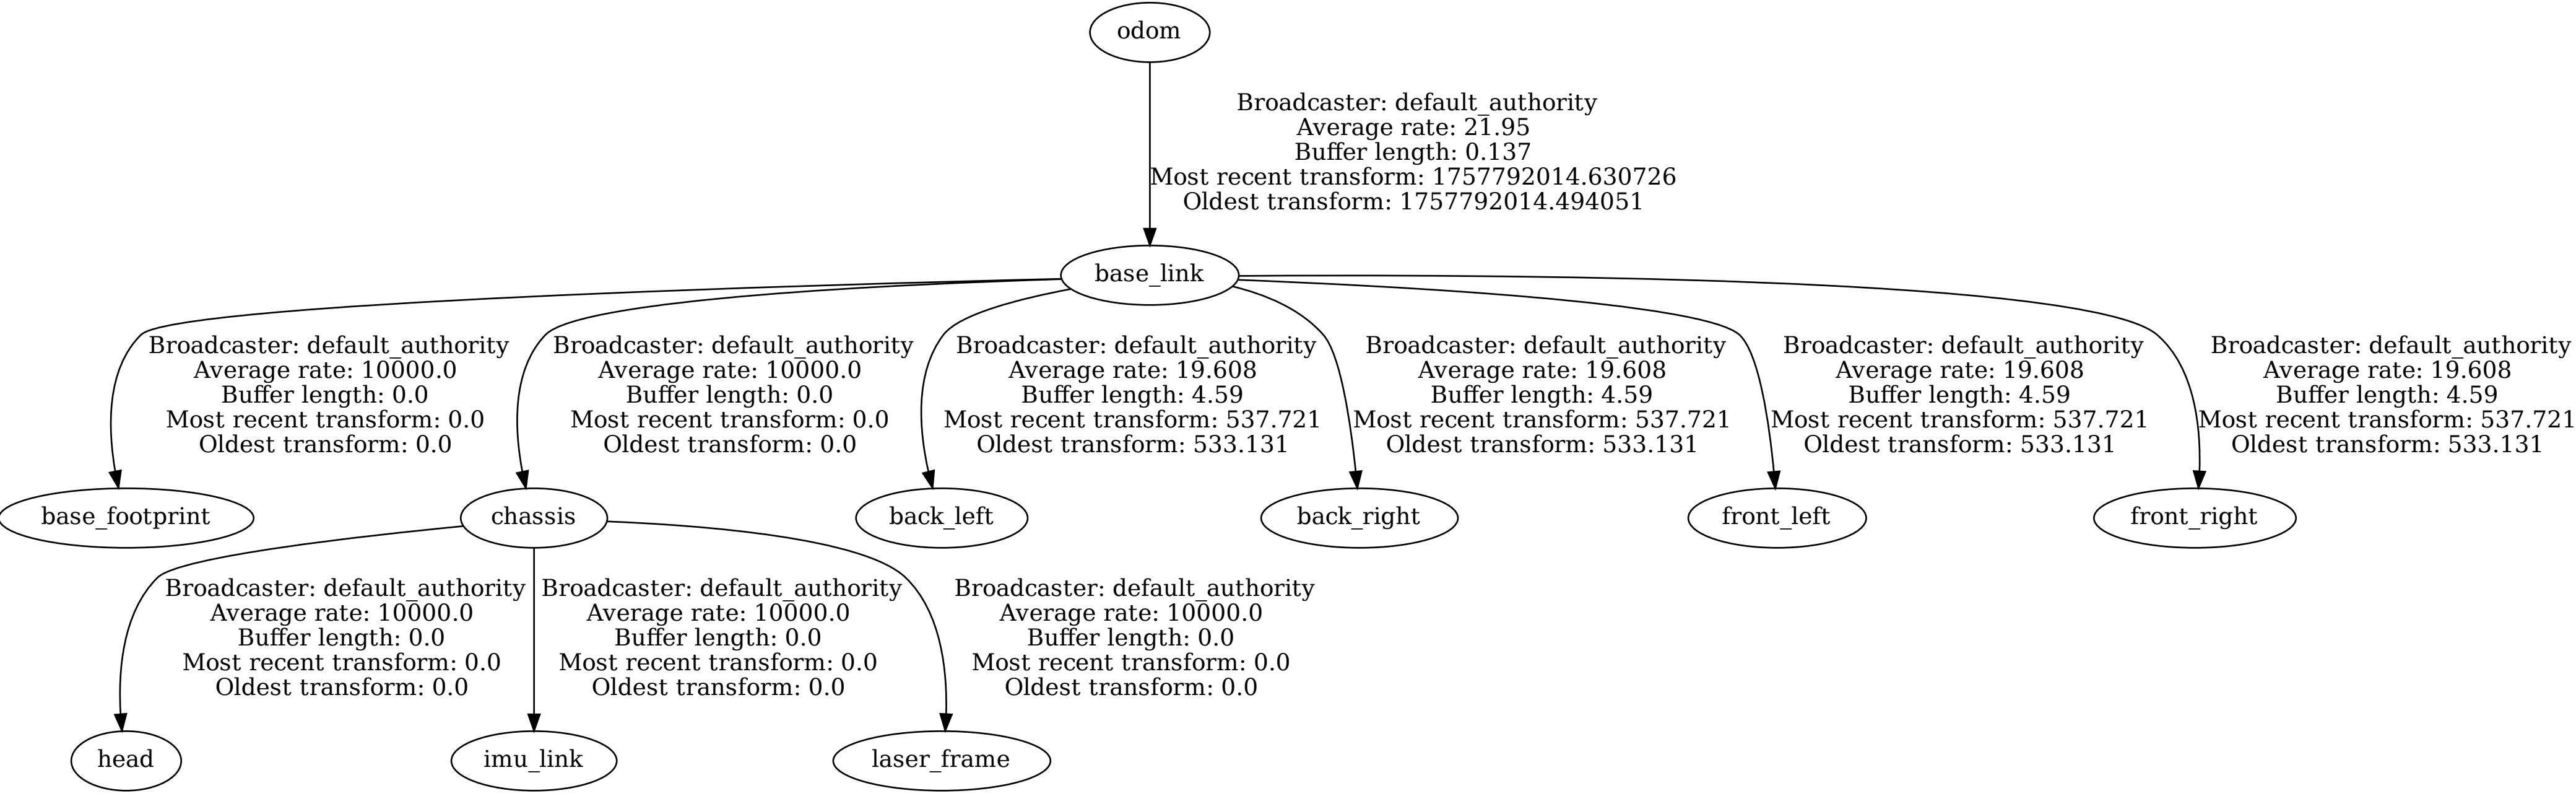 odom
Broadcaster: default_authority
Average rate: 21.95
Buffer length: 0.137
Most recent transform: 1757792014.630726
Oldest transform: 1757792014.494051
base_link
Broadcaster: default_authority
Average rate: 10000.0
Buffer length: 0.0
Most recent transform: 0.0
Oldest transform: 0.0
Broadcaster: default_authority
Average rate: 10000.0
Buffer length: 0.0
Most recent transform: 0.0
Oldest transform: 0.0
Broadcaster: default_authority
Average rate: 19.608
Buffer length: 4.59
Most recent transform: 537.721
Oldest transform: 533.131
Broadcaster: default_authority
Average rate: 19.608
Buffer length: 4.59
Most recent transform: 537.721
Oldest transform: 533.131
Broadcaster: default_authority
Average rate: 19.608
Buffer length: 4.59
Most recent transform: 537.721
Oldest transform: 533.131
Broadcaster: default_authority
Average rate: 19.608
Buffer length: 4.59
Most recent transform: 537.721
Oldest transform: 533.131
base_footprint
chassis
back_left
back_right
front_left
front_right
Broadcaster: default_authority
Average rate: 10000.0
Buffer length: 0.0
Most recent transform: 0.0
Oldest transform: 0.0
Broadcaster: default_authority
Average rate: 10000.0
Buffer length: 0.0
Most recent transform: 0.0
Oldest transform: 0.0
Broadcaster: default_authority
Average rate: 10000.0
Buffer length: 0.0
Most recent transform: 0.0
Oldest transform: 0.0
head
imu_link
laser_frame